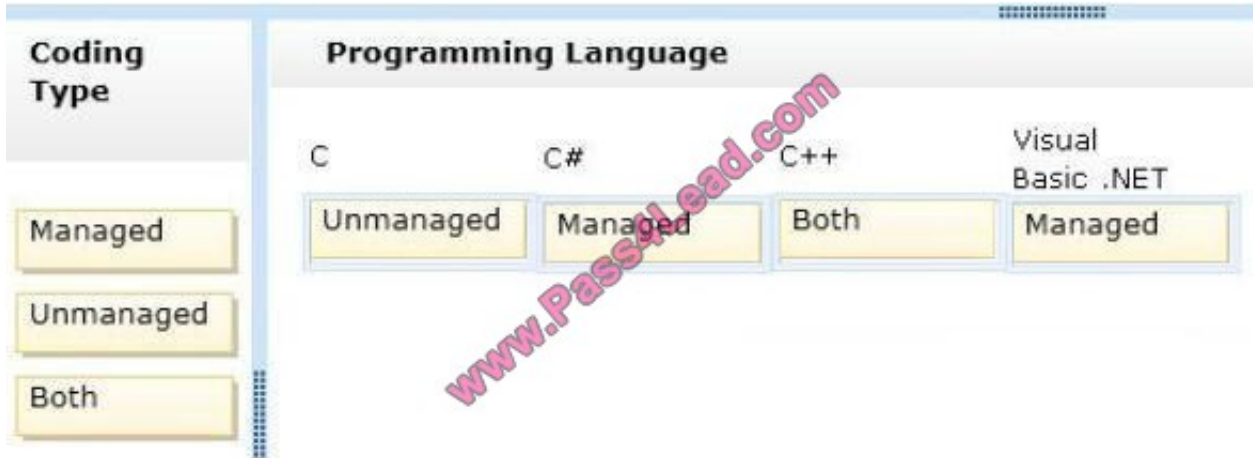 Coding
Type
Programming Language
C
C#
C++
Visual
Basic .NET
Unmanaged
Managed
Both
Managed
Managed
Unmanaged
Both
www.Pass4Lead.com